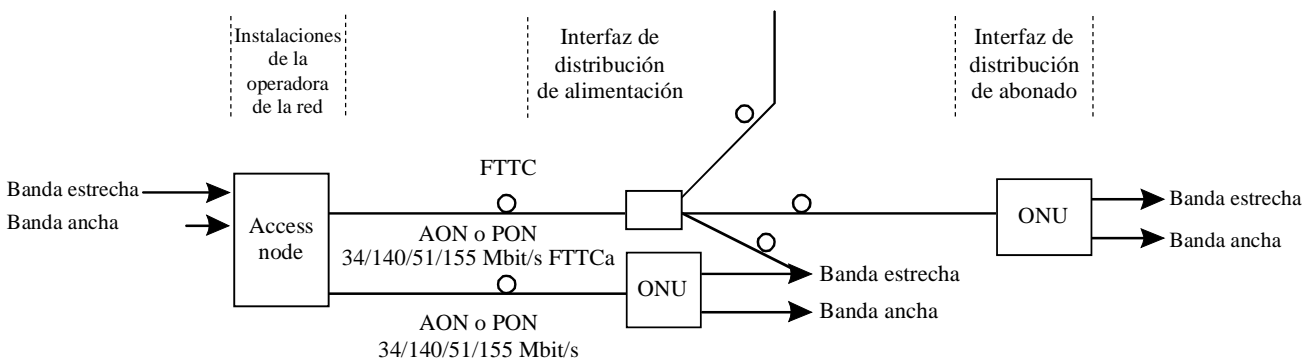 Instalaciones
de la
operadora
de la red
Interfaz de
distribución
de alimentación
Interfaz de
distribución
de abonado
Banda estrecha
Banda ancha
Access
node
FTTC
AON o PON
34/140/51/155 Mbit/s FTTCa
AON o PON
34/140/51/155 Mbit/s
ONU
Banda estrecha
Banda ancha
ONU
Banda estrecha
Banda ancha